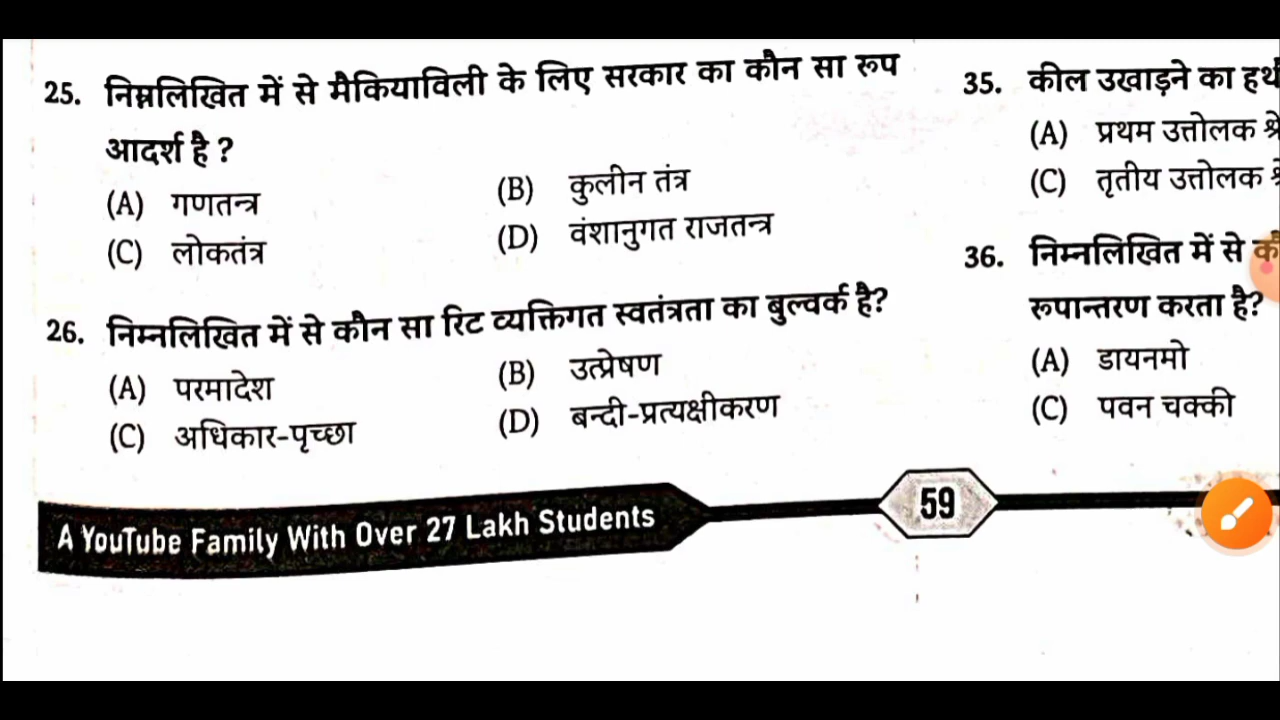 25. निम्नलिखित में से मैकियाविली के लिए सरकार का कौन सा रूप
आदर्श है ?
(A) गणतन्त्र (B) कुलीन तंत्र
(C) लोकतंत्र (D) वंशानुगत राजतन्त्र
26. निम्नलिखित में से कौन सा रिट व्यक्तिगत स्वतंत्रता का बुल्वर्क है?
(A) परमादेश (B) उत्प्रेषण
(C) अधिकार-पृच्छा (D) बन्दी-प्रत्यक्षीकरण
A YouTube Family With Over 27 Lakh Students
59
35. कील उखाड़ने का
(A) प्रथम उत्तोलक
(C) तृतीय उत्तोलक
36. निम्नलिखित में से
रूपान्तरण करता है?
(A) डायनमो
(C) पवन चक्की